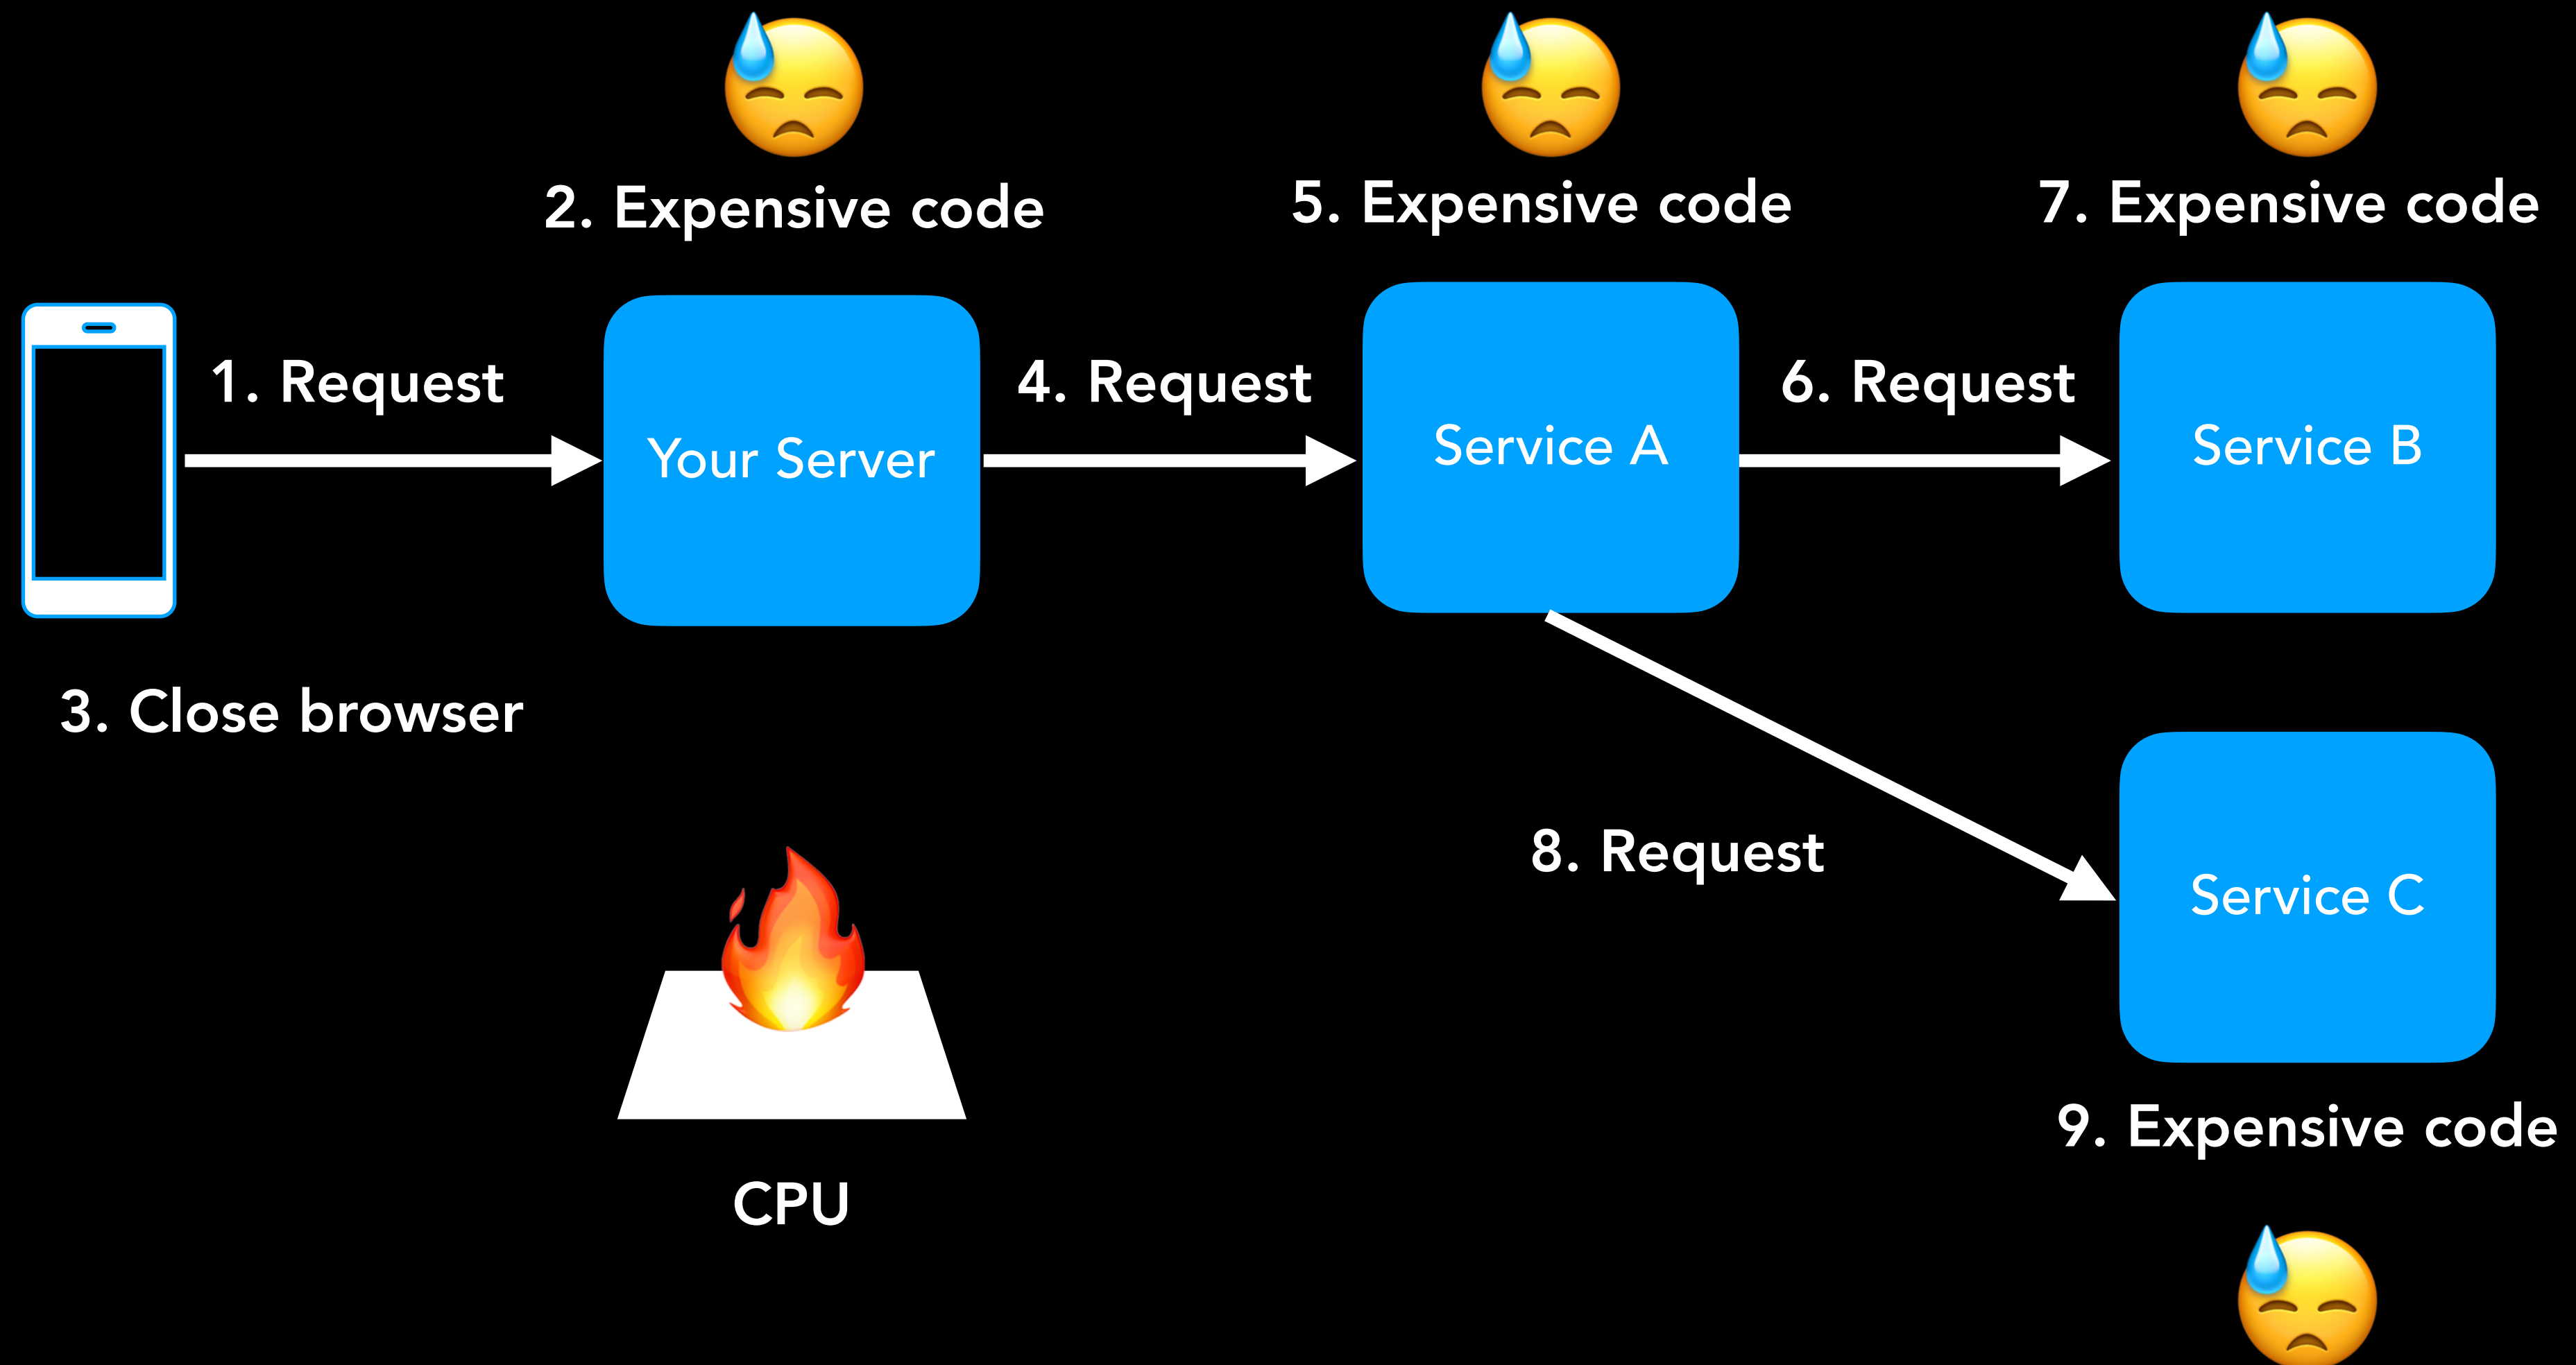 2. Expensive code
5. Expensive code
7. Expensive code
1. Request
Your Server
4. Request
Service A
6. Request
Service B
3. Close browser
8. Request
Service C
CPU
9. Expensive code